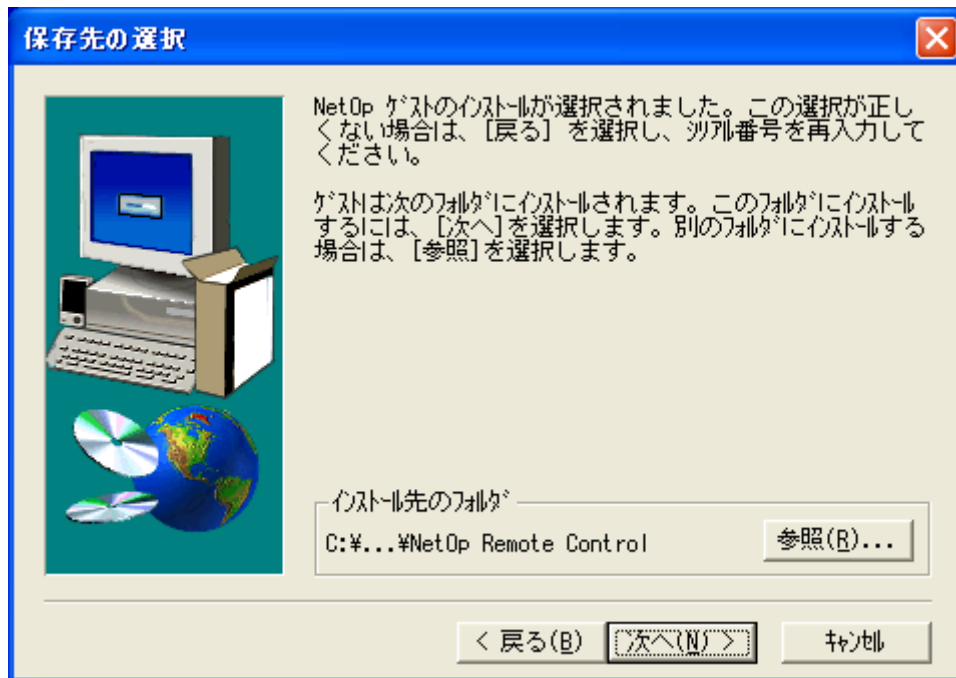 保存先の選択
NetOp ｹﾞｽﾄのｲﾝｽﾄｰﾙが選択されました。この選択が正し
くない場合は、[戻る] を選択し、ｼﾘｱﾙ番号を再入力して
ください。
ｹﾞｽﾄは次のﾌｫﾙﾀﾞにｲﾝｽﾄｰﾙされます。このﾌｫﾙﾀﾞにｲﾝｽﾄｰﾙ
するには、[次へ]を選択します。別のﾌｫﾙﾀﾞにｲﾝｽﾄｰﾙする
場合は、[参照]を選択します。
ｲﾝｽﾄｰﾙ先のﾌｫﾙﾀﾞ
C:¥...¥NetOp Remote Control
参照(R)...
< 戻る(B)
次へ(N) >
ｷｬﾝｾﾙ